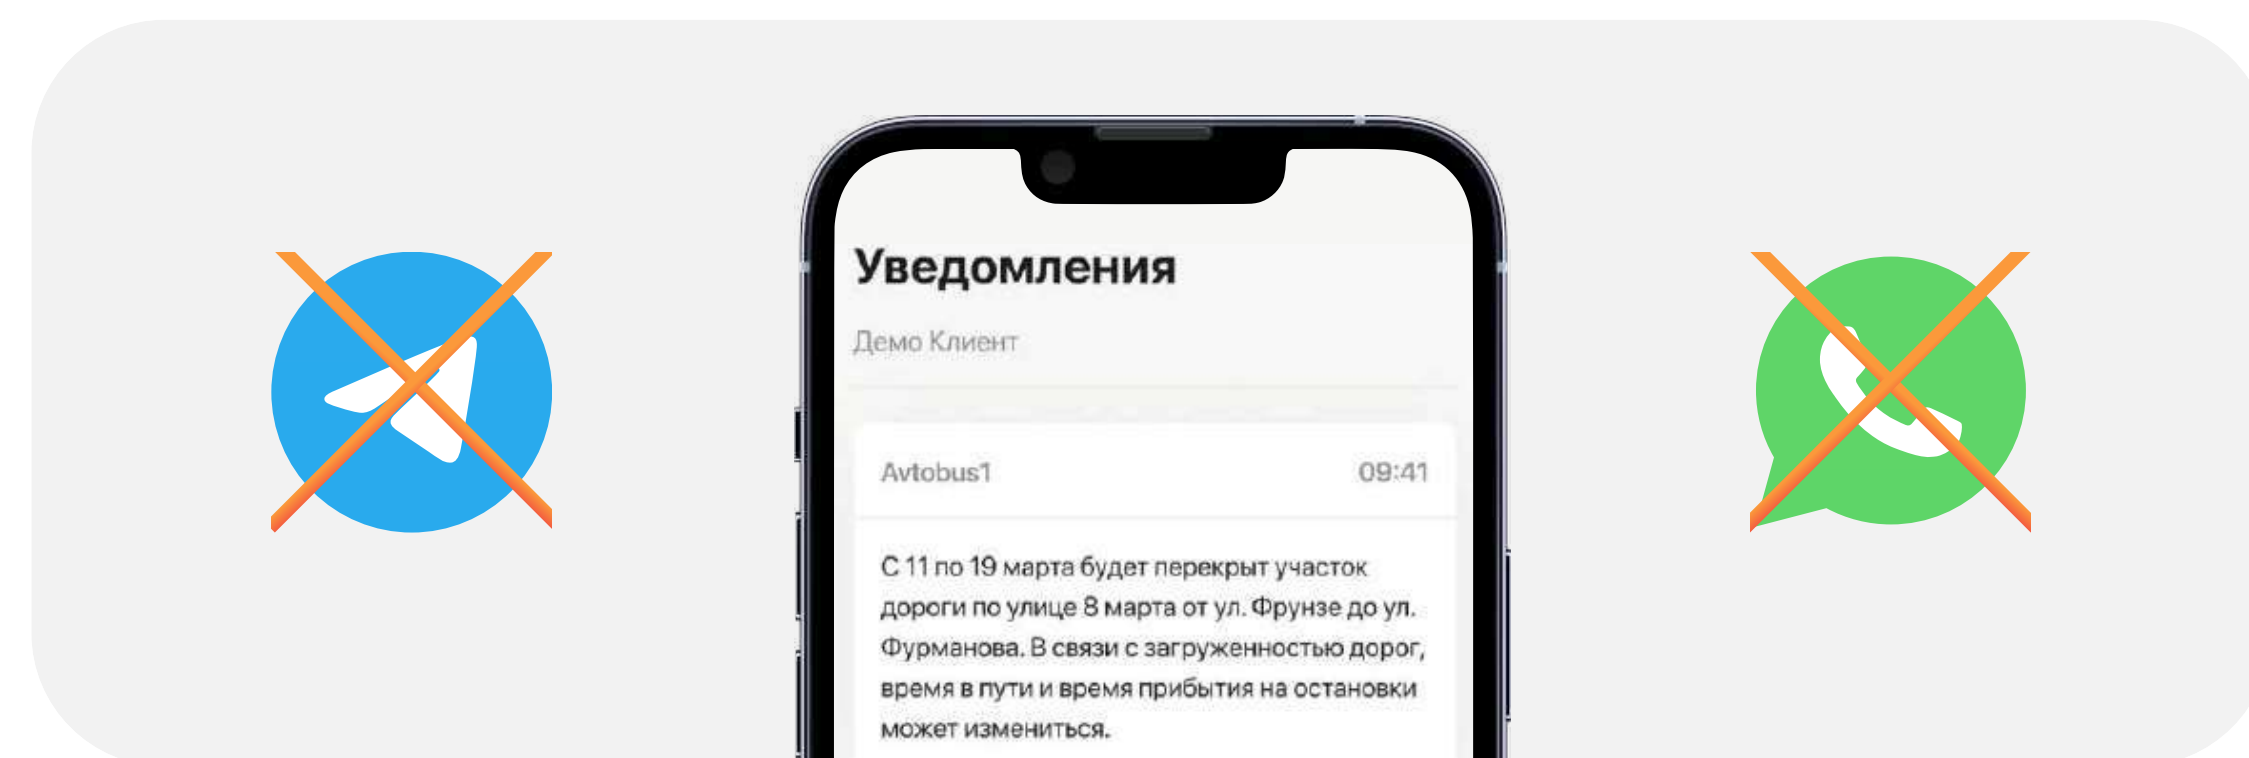 Уведомления
Демо Клиент
Avtobus1 09:41
С 11 по 19 марта будет перекрыт участок
дороги по улице 8 марта от ул. Фрунзе до ул.
Фурманова. В связи с загруженностью дорог,
время в пути и время прибытия на остановки
может измениться.